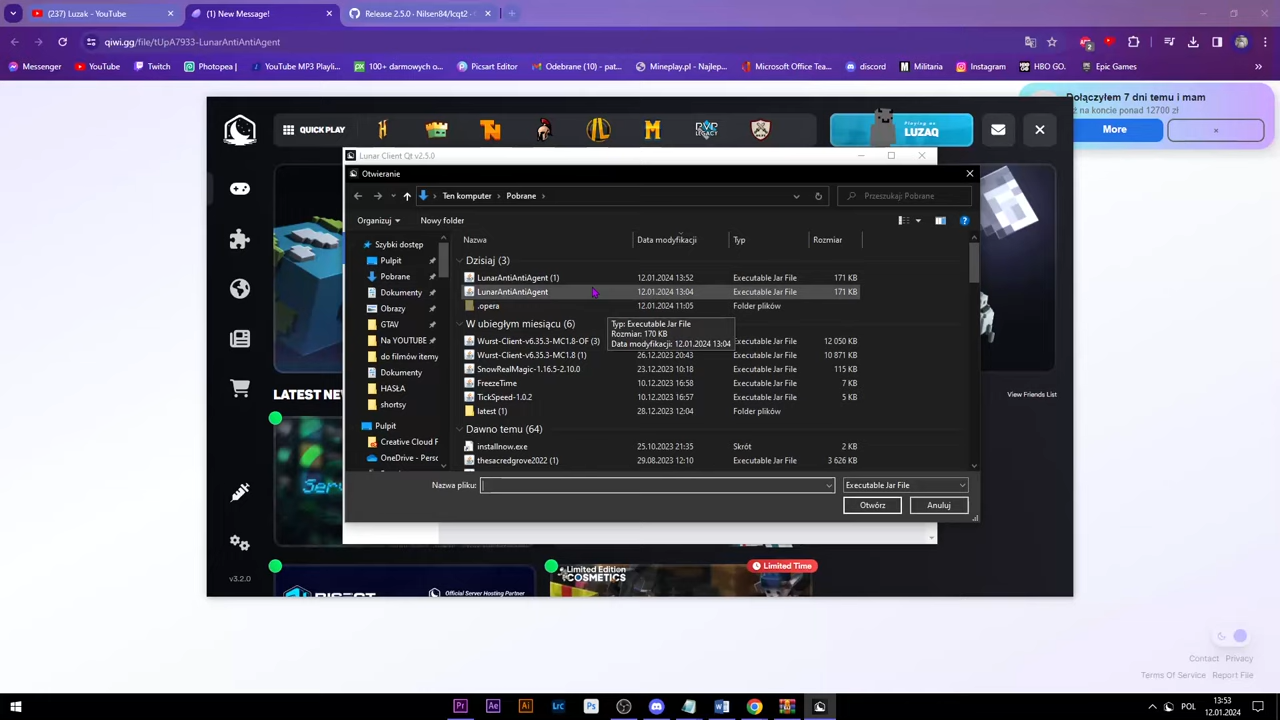 (237) Luzak - YouTube
(1) New Message!
Release 2.5.0 · Nilsen84/lcqt2 ·
qiwi.gg/file/tUpA7933-LunarAntiAntiAgent
Messenger
YouTube
Twitch
Photopea |
YouTube MP3 Playli...
100+ darmowych o...
Picsart Editor
Odebrane (10) - pat...
Mineplay.pl - Najlep...
Microsoft Office Tea...
discord
Militaria
Instagram
HBO GO.
Epic Games
Dołączyłem 7 dni temu i mam
na koncie ponad 12700 zł
More
QUICK PLAY
Playing as
LUZAQ
Lunar Client Qt v2.5.0
Otwieranie
Ten komputer
Pobrane
Przeszukaj: Pobrane
Organizuj
Nowy folder
Nazwa
Data modyfikacji
Typ
Rozmiar
Szybki dostęp
Pulpit
Pobrane
Dokumenty
Obrazy
GTAV
Na YOUTUBE
do filmów itemy
Dokumenty
HASŁA
shortsy
Pulpit
Creative Cloud F
OneDrive - Perso
Dzisiaj (3)
LunarAntiAntiAgent (1) 12.01.2024 13:52 Executable Jar File 171 KB
LunarAntiAntiAgent 12.01.2024 13:04 Executable Jar File 171 KB
.opera 12.01.2024 11:05 Folder plików
W ubiegłym miesiącu (6)
Typ: Executable Jar File
Rozmiar: 170 KB
Data modyfikacji: 12.01.2024 13:04
Wurst-Client-v6.35.3-MC1.8-OF (3) Executable Jar File 12 050 KB
Wurst-Client-v6.35.3-MC1.8 (1) 26.12.2023 20:43 Executable Jar File 10 871 KB
SnowRealMagic-1.16.5-2.10.0 23.12.2023 10:18 Executable Jar File 115 KB
FreezeTime 10.12.2023 16:58 Executable Jar File 7 KB
TickSpeed-1.0.2 10.12.2023 16:57 Executable Jar File 5 KB
latest (1) 28.12.2023 12:04 Folder plików
Dawno temu (64)
installnow.exe 25.10.2023 21:35 Skrót 2 KB
thesacredgrove2022 (1) 29.08.2023 12:10 Executable Jar File 3 626 KB
Nazwa pliku:
Executable Jar File
Otwórz
Anuluj
LATEST NE
View Friends List
v3.2.0
Official Server Hosting Partner
Limited Edition
COSMETICS
Limited Time
Contact
Privacy
Terms Of Service
Report File
Pr
Ae
Ai
Lrc
Ps
POL
13:53
12.01.2024